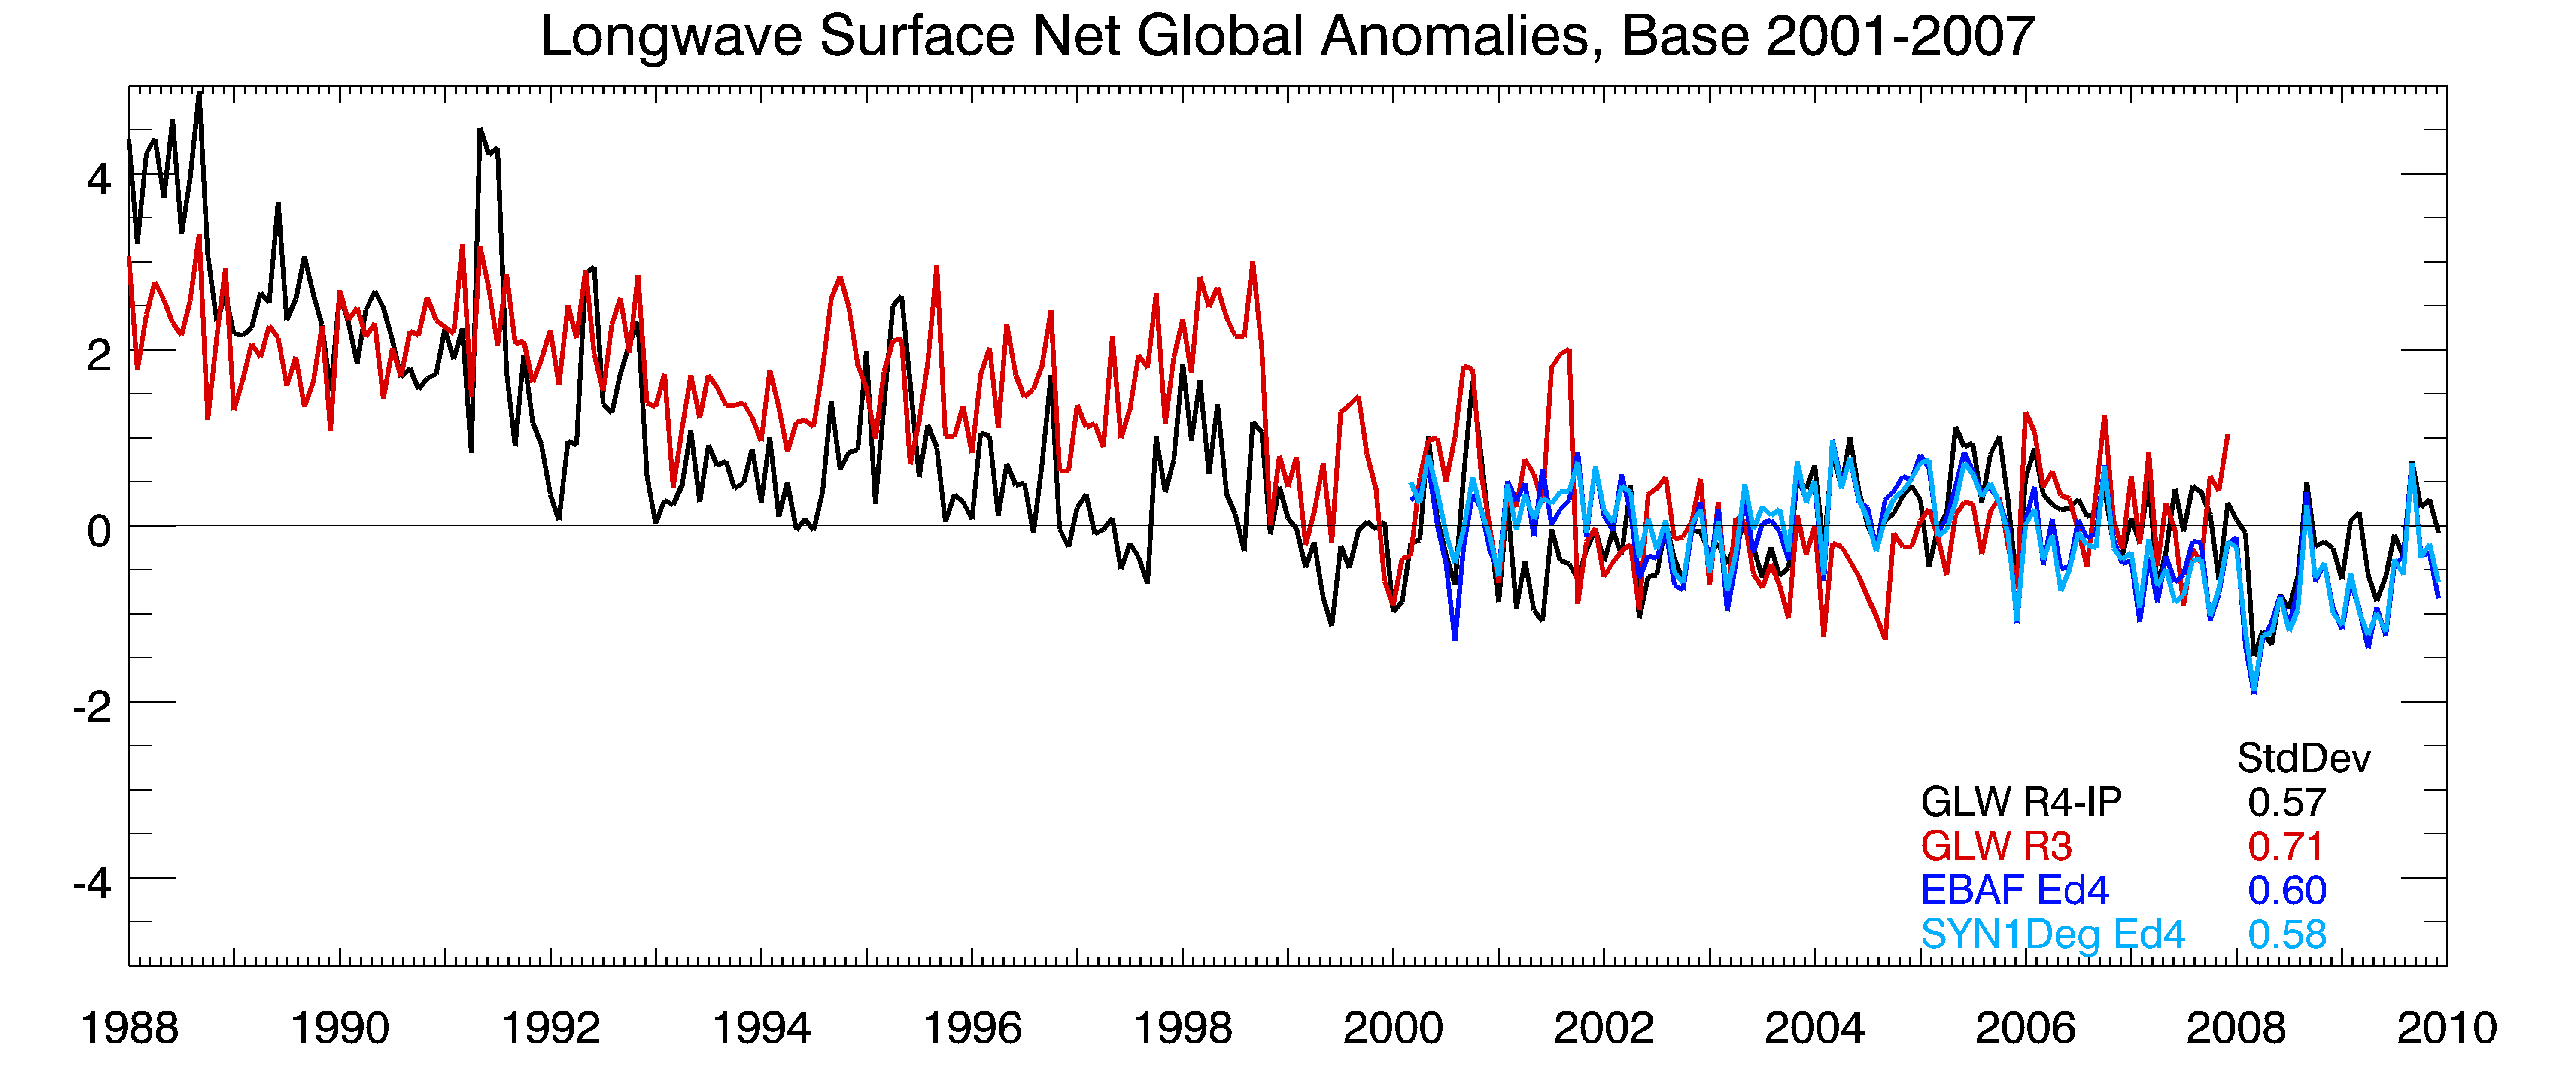 Longwave Surface Net Global Anomalies, Base 2001-2007
4
2
0
-2
-4
StdDev
GLW R4-IP 0.57
GLW R3 0.71
EBAF Ed4 0.60
SYN1Deg Ed4 0.58
1988 1990 1992 1994 1996 1998 2000 2002 2004 2006 2008 2010